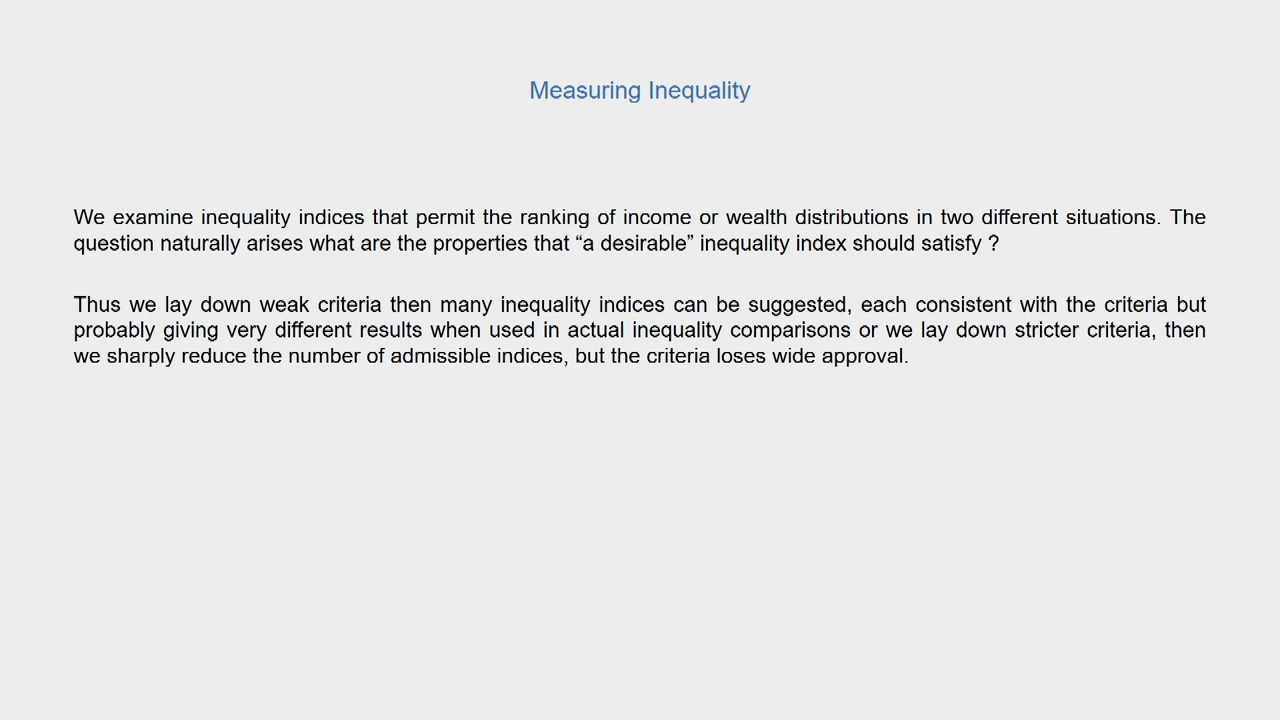 Measuring Inequality
We examine inequality indices that permit the ranking of income or wealth distributions in two different situations. The
question naturally arises what are the properties that “a desirable” inequality index should satisfy ?
Thus we lay down weak criteria then many inequality indices can be suggested, each consistent with the criteria but
probably giving very different results when used in actual inequality comparisons or we lay down stricter criteria, then
we sharply reduce the number of admissible indices, but the criteria loses wide approval.